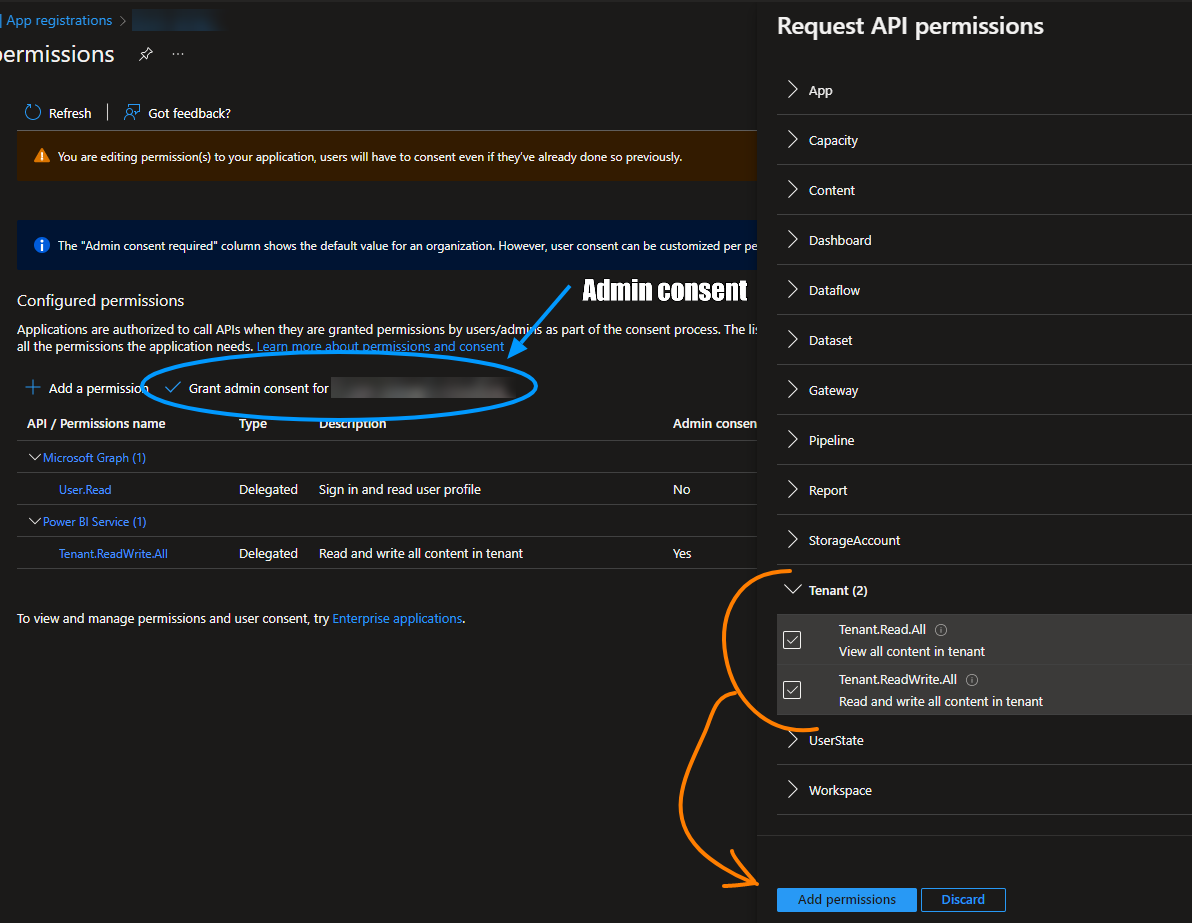 App registrations
permissions
Refresh
Got feedback?
You are editing permission(s) to your application, users will have to consent even if they've already done so previously.
The "Admin consent required" column shows the default value for an organization. However, user consent can be customized per pe
Admin consent
Configured permissions
Applications are authorized to call APIs when they are granted permissions by users/admins as part of the consent process. The lis
all the permissions the application needs. Learn more about permissions and consent
Add a permission
Grant admin consent for
API / Permissions name Type Description Admin consen
Microsoft Graph (1)
User.Read Delegated Sign in and read user profile No
Power BI Service (1)
Tenant.ReadWrite.All Delegated Read and write all content in tenant Yes
To view and manage permissions and user consent, try Enterprise applications.
Request API permissions
App
Capacity
Content
Dashboard
Dataflow
Dataset
Gateway
Pipeline
Report
StorageAccount
Tenant (2)
Tenant.Read.All
View all content in tenant
Tenant.ReadWrite.All
Read and write all content in tenant
UserState
Workspace
Add permissions
Discard